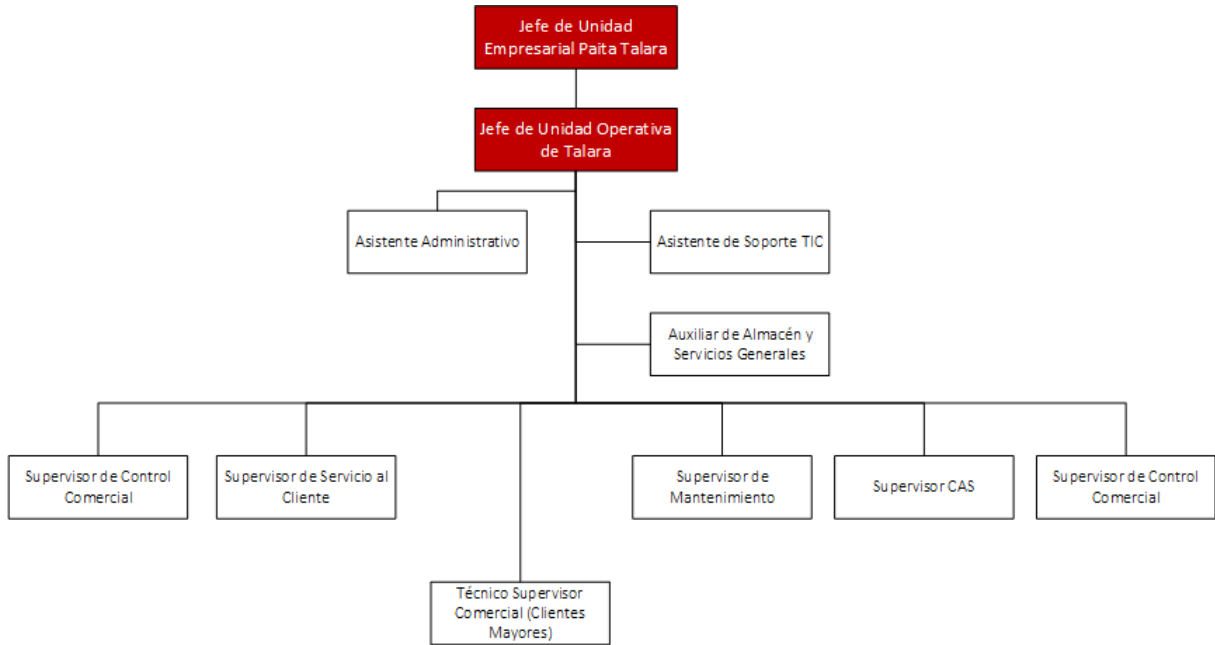 Jefe de Unidad
Empresarial Paita Talara
Jefe de Unidad Operativa
de Talara
Asistente Administrativo
Asistente de Soporte TIC
Auxiliar de Almacén y
Servicios Generales
Supervisor de Control
Comercial
Supervisor de Servicio al
Cliente
Supervisor de
Mantenimiento
Supervisor CAS
Supervisor de Control
Comercial
Técnico Supervisor
Comercial (Clientes
Mayores)